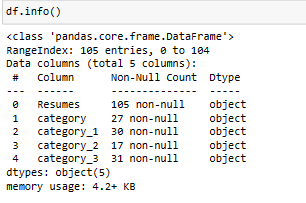 df.info()
<class 'pandas.core.frame.DataFrame'>
RangeIndex: 105 entries, 0 to 104
Data columns (total 5 columns):
 #   Column      Non-Null Count  Dtype
---  ------      --------------  -----
 0   Resumes     105 non-null    object
 1   category    27 non-null     object
 2   category_1  30 non-null     object
 3   category_2  17 non-null     object
 4   category_3  31 non-null     object
dtypes: object(5)
memory usage: 4.2+ KB